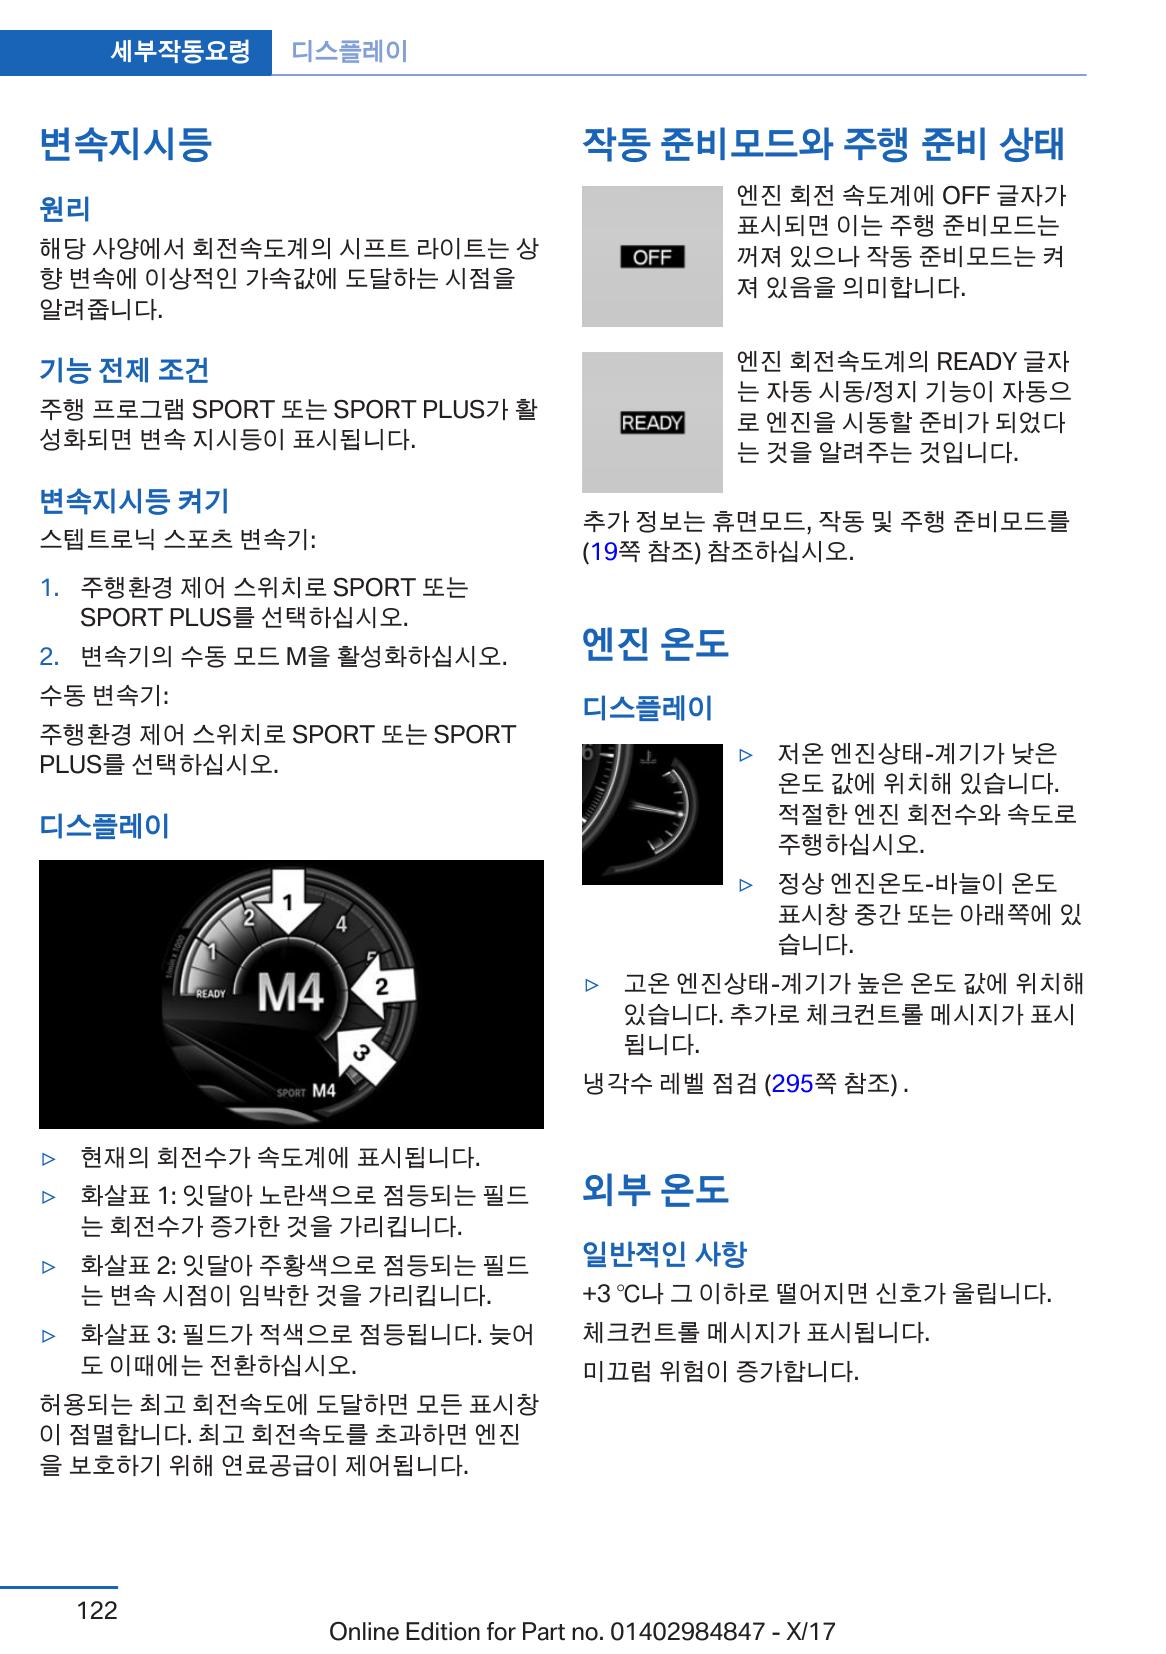 세부작동요령 디스플레이
변속지시등
원리
해당 사양에서 회전속도계의 시프트 라이트는 상
향 변속에 이상적인 가속값에 도달하는 시점을
알려줍니다.
기능 전제 조건
주행 프로그램 SPORT 또는 SPORT PLUS가 활
성화되면 변속 지시등이 표시됩니다.
변속지시등 켜기
스텝트로닉 스포츠 변속기:
1. 주행환경 제어 스위치로 SPORT 또는
SPORT PLUS를 선택하십시오.
2. 변속기의 수동 모드 M을 활성화하십시오.
수동 변속기:
주행환경 제어 스위치로 SPORT 또는 SPORT
PLUS를 선택하십시오.
디스플레이
1/min x 1000
1
2
4
5
READY
M4
1
2
3
SPORT M4
▷ 현재의 회전수가 속도계에 표시됩니다.
▷ 화살표 1: 잇달아 노란색으로 점등되는 필드
는 회전수가 증가한 것을 가리킵니다.
▷ 화살표 2: 잇달아 주황색으로 점등되는 필드
는 변속 시점이 임박한 것을 가리킵니다.
▷ 화살표 3: 필드가 적색으로 점등됩니다. 늦어
도 이때에는 전환하십시오.
허용되는 최고 회전속도에 도달하면 모든 표시창
이 점멸합니다. 최고 회전속도를 초과하면 엔진
을 보호하기 위해 연료공급이 제어됩니다.
작동 준비모드와 주행 준비 상태
OFF
엔진 회전 속도계에 OFF 글자가
표시되면 이는 주행 준비모드는
꺼져 있으나 작동 준비모드는 켜
져 있음을 의미합니다.
READY
엔진 회전속도계의 READY 글자
는 자동 시동/정지 기능이 자동으
로 엔진을 시동할 준비가 되었다
는 것을 알려주는 것입니다.
추가 정보는 휴면모드, 작동 및 주행 준비모드를
(19쪽 참조) 참조하십시오.
엔진 온도
디스플레이
6
▷ 저온 엔진상태-계기가 낮은
온도 값에 위치해 있습니다.
적절한 엔진 회전수와 속도로
주행하십시오.
▷ 정상 엔진온도-바늘이 온도
표시창 중간 또는 아래쪽에 있
습니다.
▷ 고온 엔진상태-계기가 높은 온도 값에 위치해
있습니다. 추가로 체크컨트롤 메시지가 표시
됩니다.
냉각수 레벨 점검 (295쪽 참조) .
외부 온도
일반적인 사항
+3 ℃나 그 이하로 떨어지면 신호가 울립니다.
체크컨트롤 메시지가 표시됩니다.
미끄럼 위험이 증가합니다.
122
Online Edition for Part no. 01402984847 - X/17